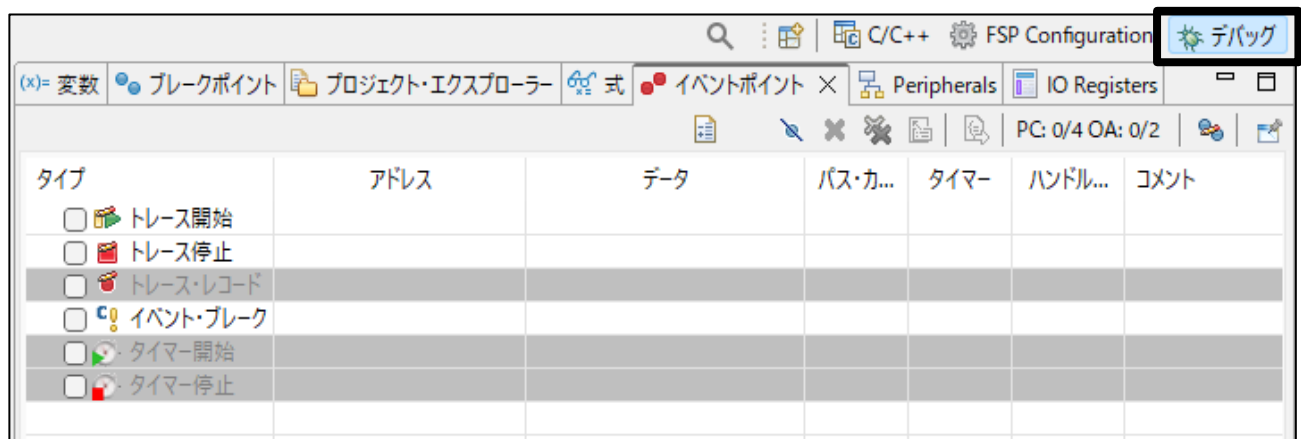 C/C++ FSP Configuration デバッグ
(x)= 変数 ブレークポイント プロジェクト・エクスプローラー 式 イベントポイント Peripherals IO Registers
PC: 0/4 OA: 0/2
タイプ アドレス データ パス・カ... タイマー ハンドル... コメント
トレース開始
トレース停止
トレース・レコード
イベント・ブレーク
タイマー開始
タイマー停止